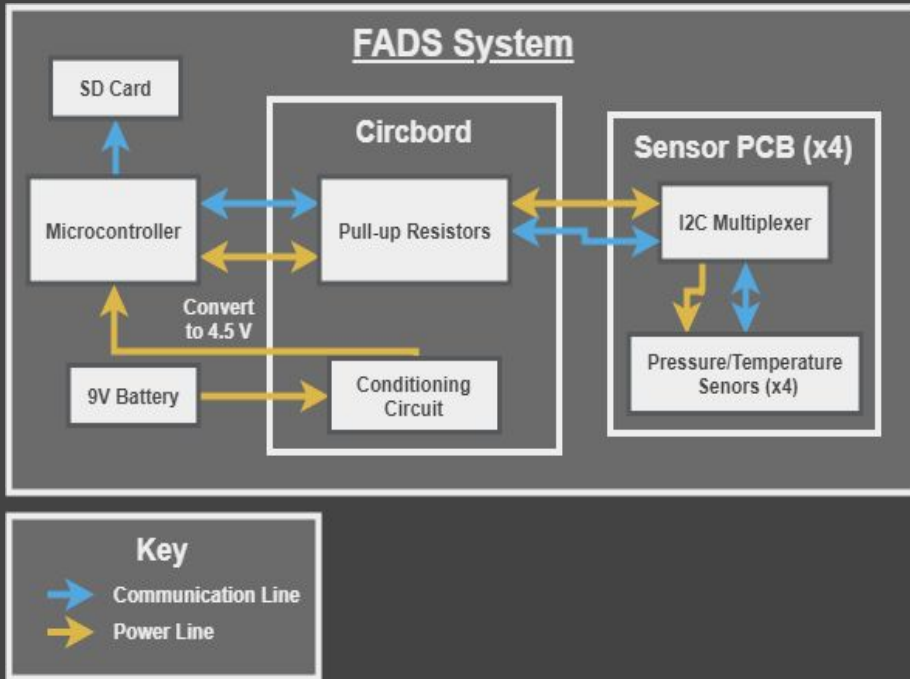 FADS System
SD Card
Circbord
Sensor PCB (x4)
Microcontroller
Pull-up Resistors
I2C Multiplexer
Convert
to 4.5 V
Pressure/Temperature
Senors (x4)
9V Battery
Conditioning
Circuit
Key
Communication Line
Power Line